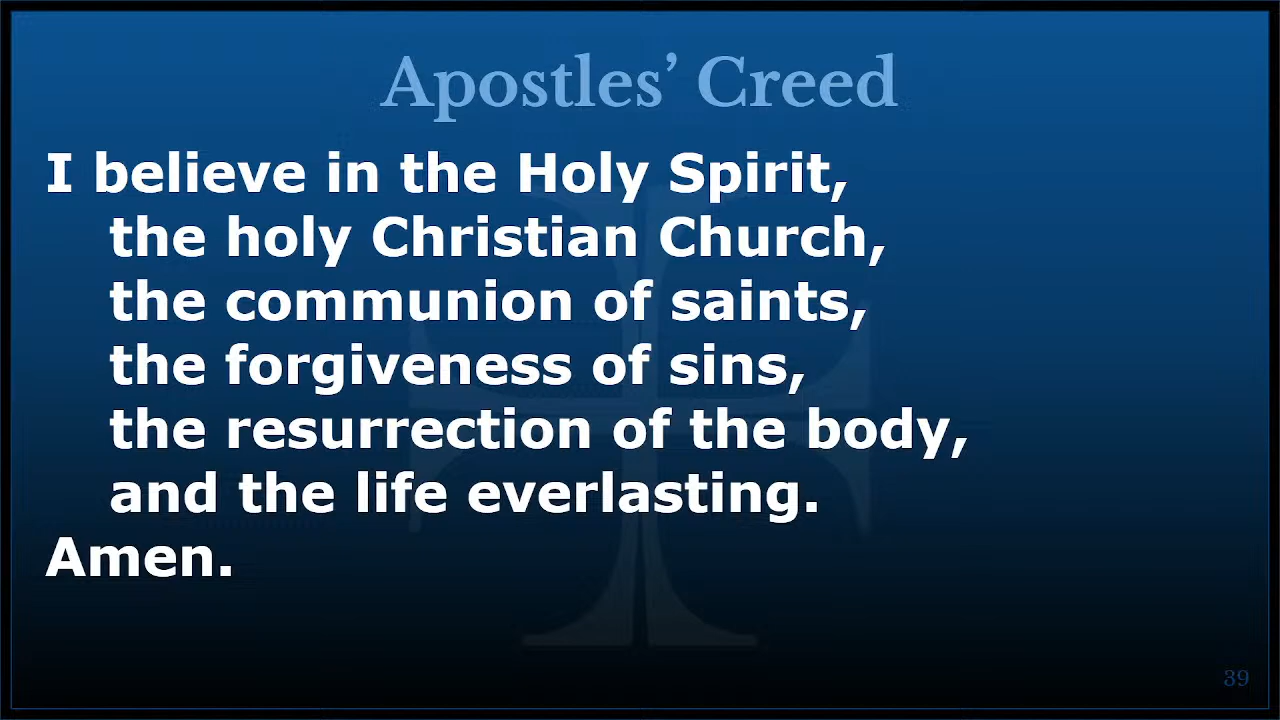 Apostles’ Creed
I believe in the Holy Spirit,
the holy Christian Church,
the communion of saints,
the forgiveness of sins,
the resurrection of the body,
and the life everlasting.
Amen.
39